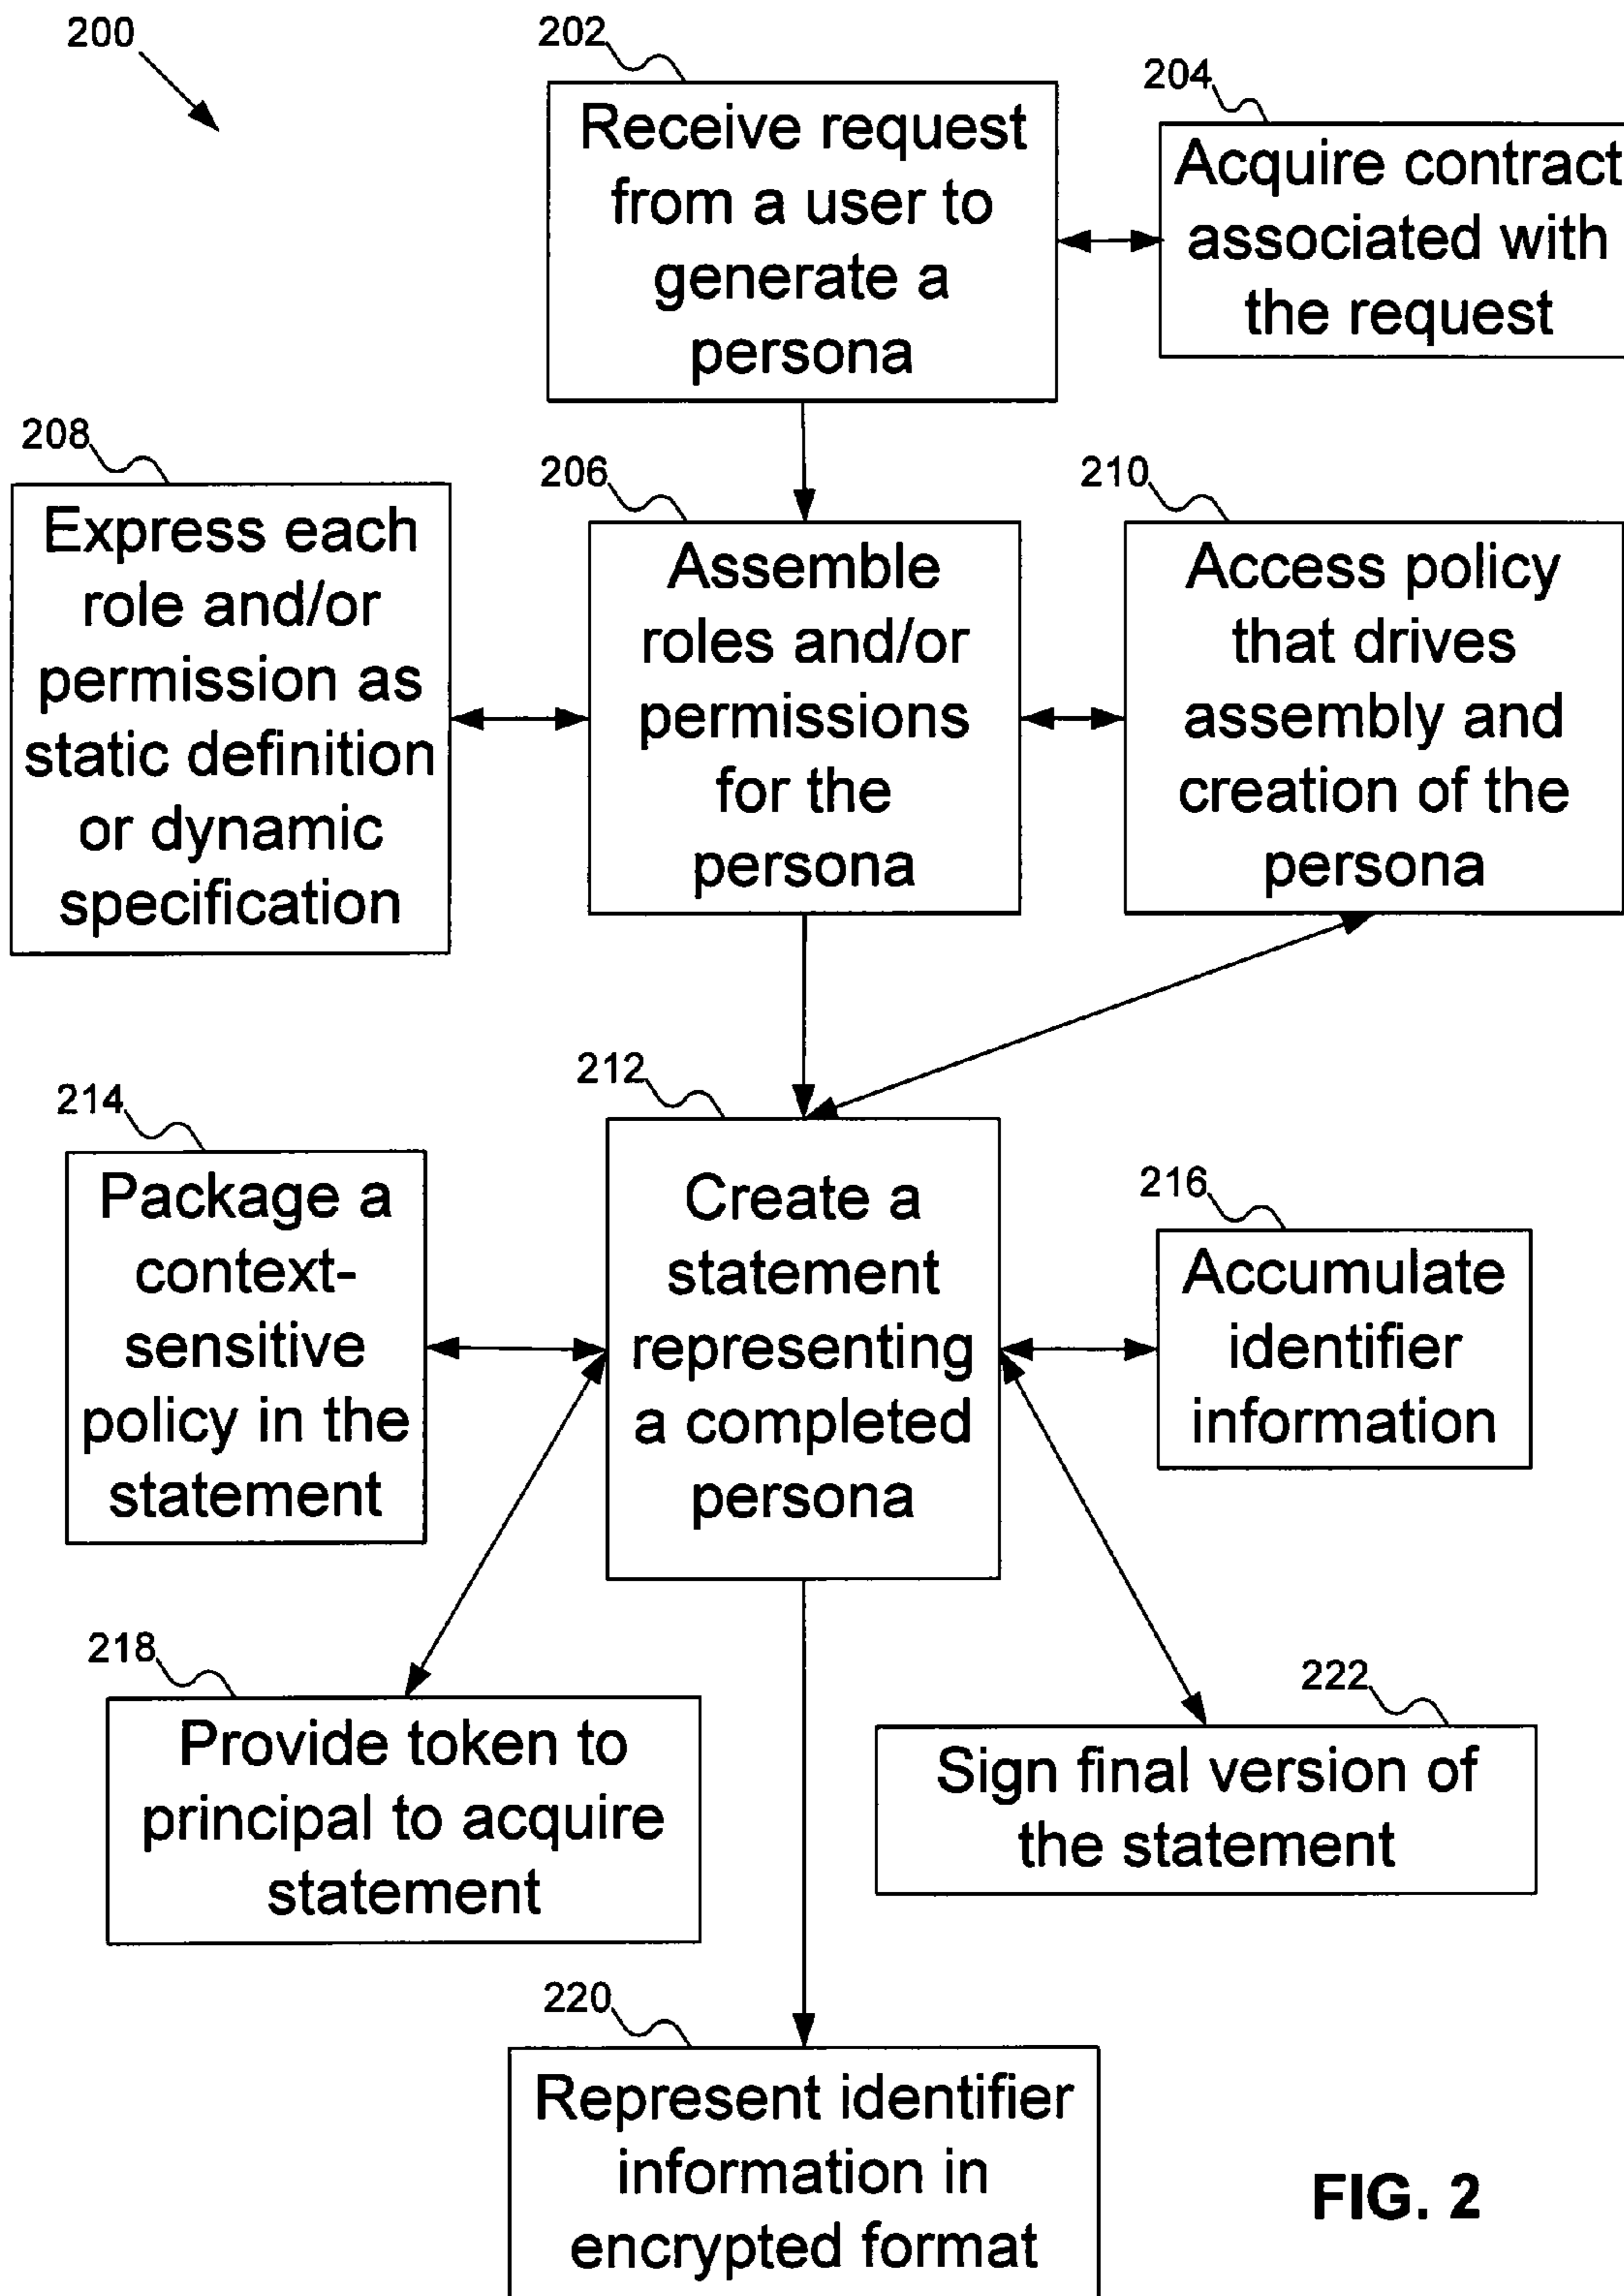 200
202
Receive request
from a user to
generate a
persona
204
Acquire contract
associated with
the request
208
Express each
role and/or
permission as
static definition
or dynamic
specification
206
Assemble
roles and/or
permissions
for the
persona
210
Access policy
that drives
assembly and
creation of the
persona
214
Package a
context-
sensitive
policy in the
statement
212
Create a
statement
representing
a completed
persona
216
Accumulate
identifier
information
218
Provide token to
principal to acquire
statement
222
Sign final version of
the statement
220
Represent identifier
information in
encrypted format
FIG. 2